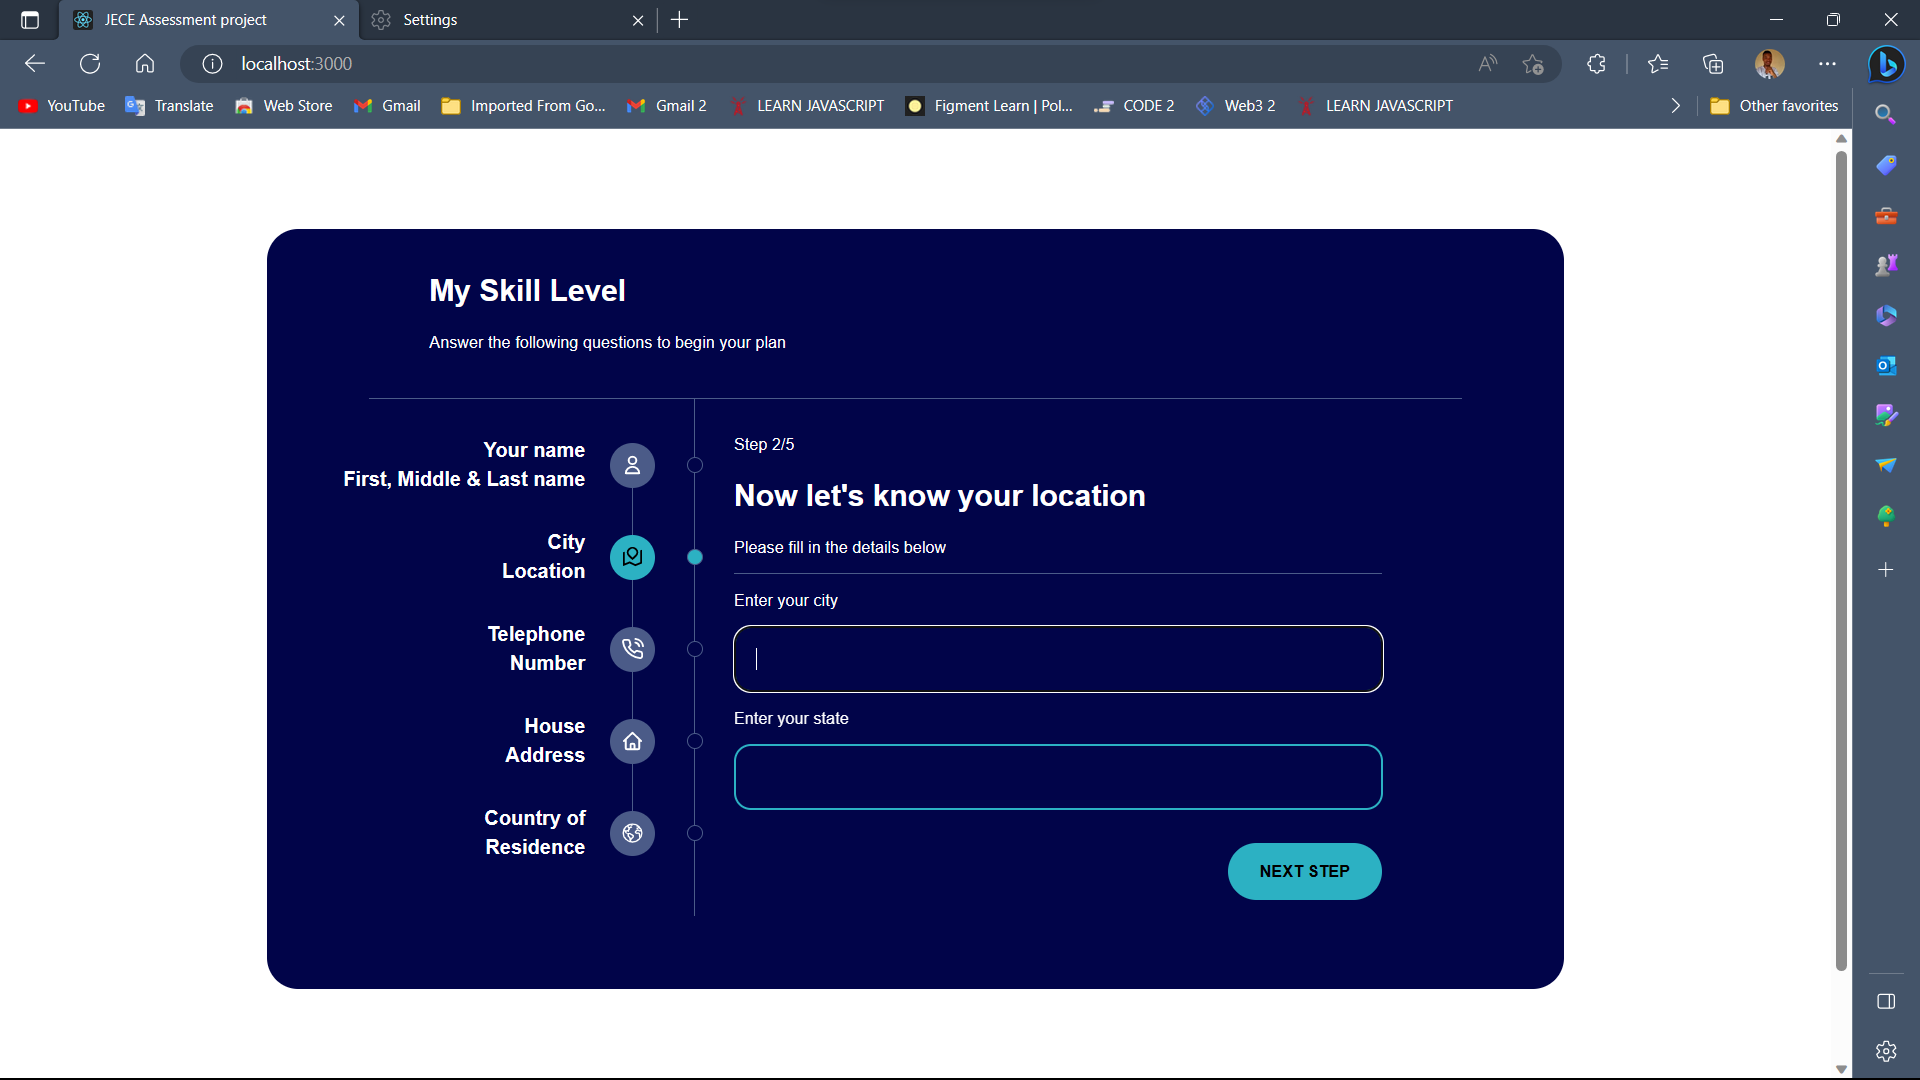 JECE Assessment project
Settings
localhost:3000
YouTube
Translate
Web Store
Gmail
Imported From Go...
Gmail 2
LEARN JAVASCRIPT
Figment Learn | Pol...
CODE 2
Web3 2
LEARN JAVASCRIPT
Other favorites
My Skill Level
Answer the following questions to begin your plan
Your name
First, Middle & Last name
City
Location
Telephone
Number
House
Address
Country of
Residence
Step 2/5
Now let's know your location
Please fill in the details below
Enter your city
Enter your state
NEXT STEP